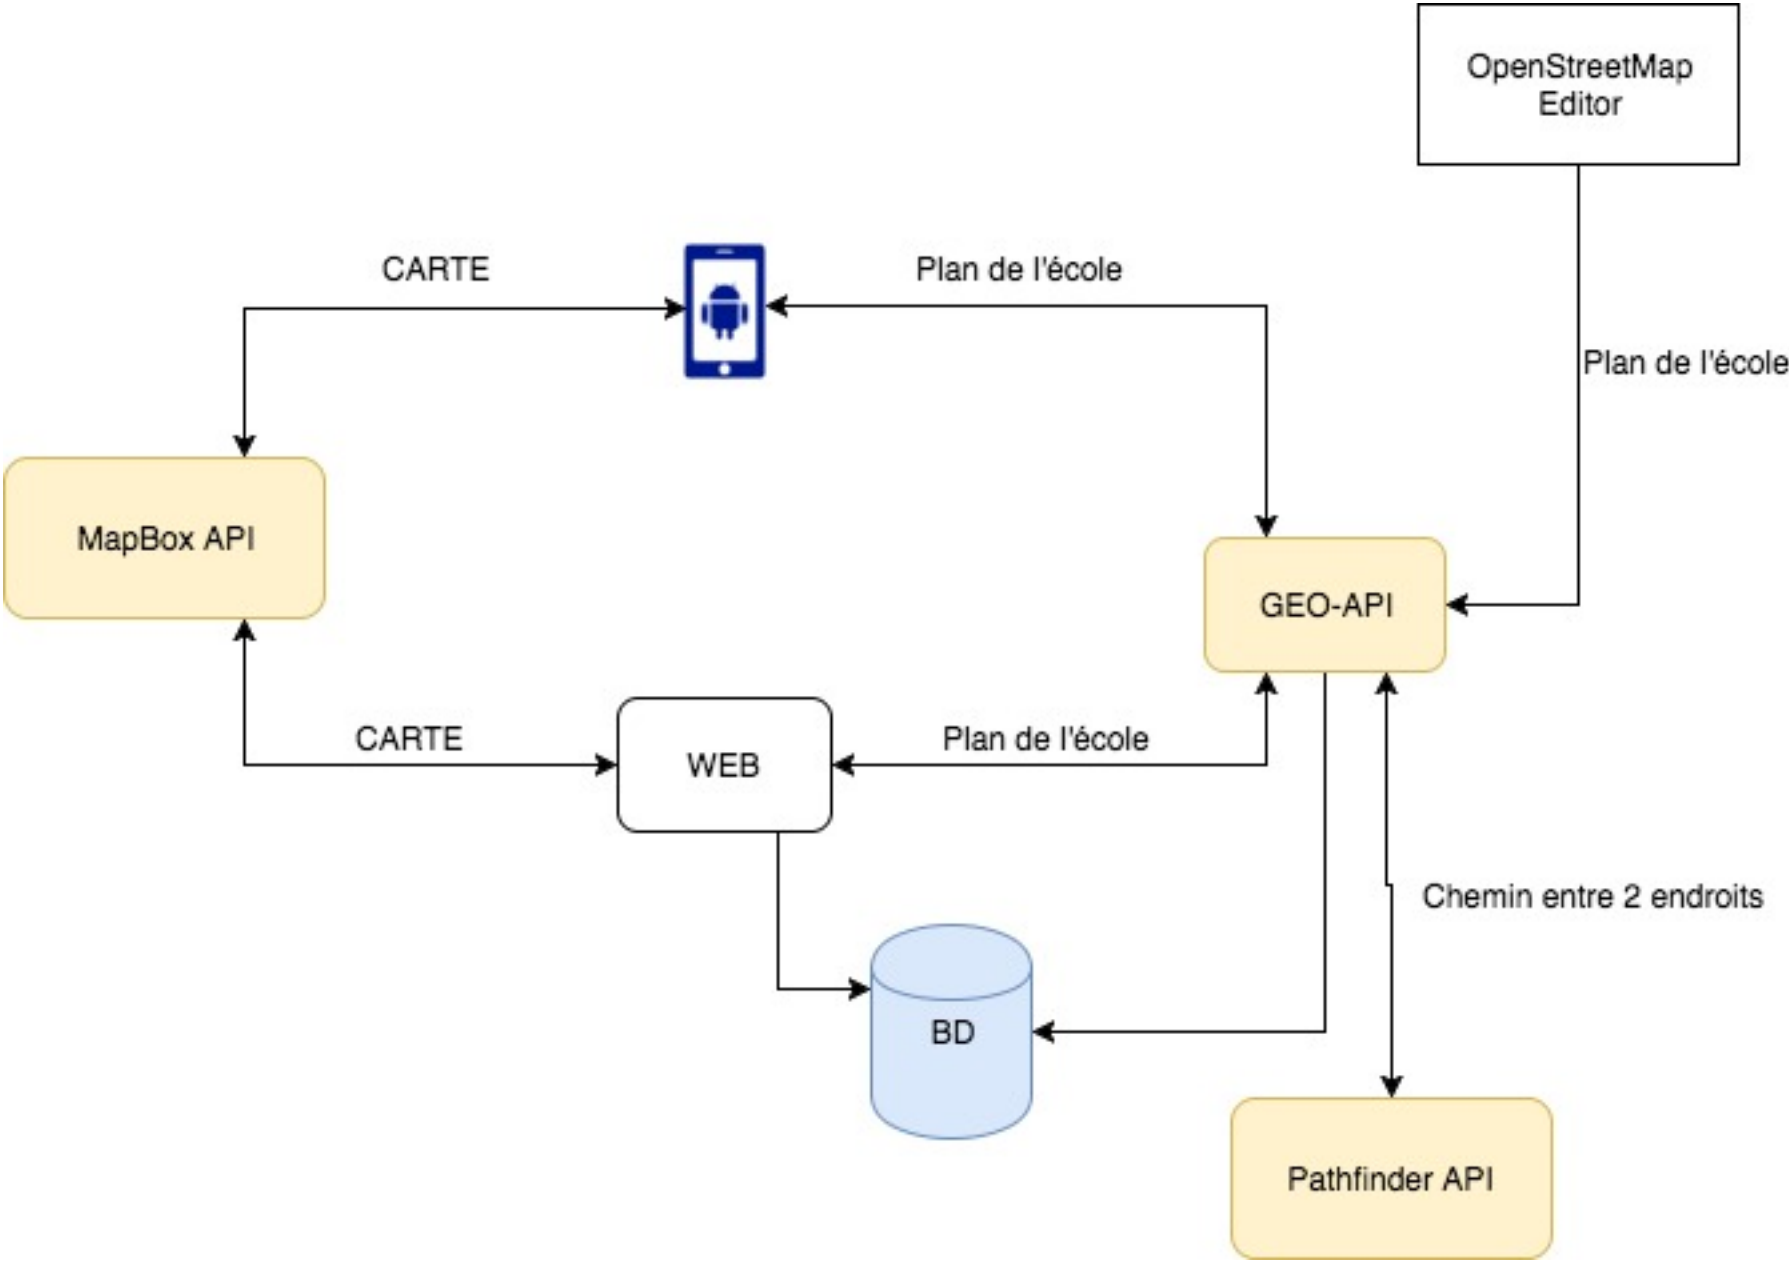 OpenStreetMap
Editor
CARTE
Plan de l'école
Plan de l'école
MapBox API
GEO-API
CARTE
WEB
Plan de l'école
Chemin entre 2 endroits
BD
Pathfinder API